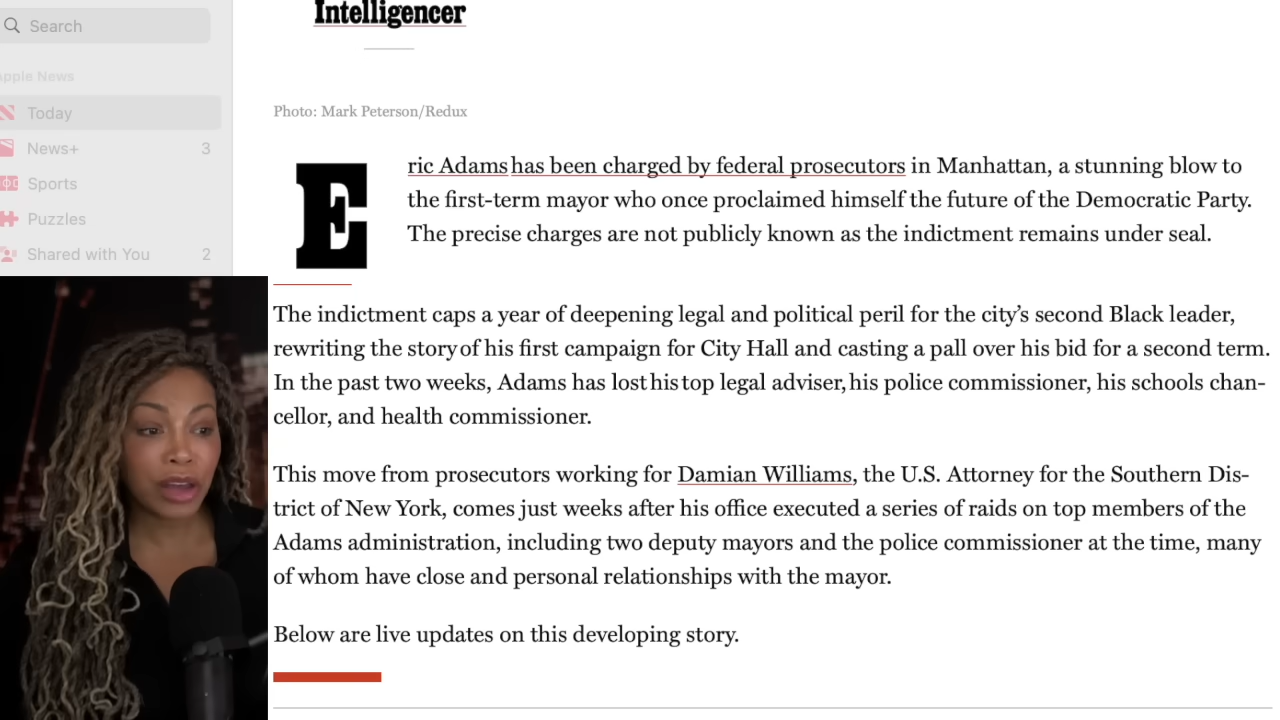 Search
Apple News
Today
News+ 3
Sports
Puzzles
Shared with You 2
Intelligencer
Photo: Mark Peterson/Redux
Eric Adams has been charged by federal prosecutors in Manhattan, a stunning blow to
the first-term mayor who once proclaimed himself the future of the Democratic Party.
The precise charges are not publicly known as the indictment remains under seal.
The indictment caps a year of deepening legal and political peril for the city’s second Black leader,
rewriting the story of his first campaign for City Hall and casting a pall over his bid for a second term.
In the past two weeks, Adams has lost his top legal adviser, his police commissioner, his schools chan-
cellor, and health commissioner.
This move from prosecutors working for Damian Williams, the U.S. Attorney for the Southern Dis-
trict of New York, comes just weeks after his office executed a series of raids on top members of the
Adams administration, including two deputy mayors and the police commissioner at the time, many
of whom have close and personal relationships with the mayor.
Below are live updates on this developing story.